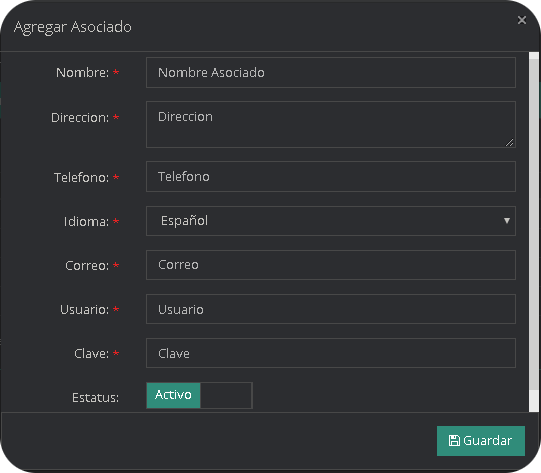 Agregar Asociado ×
Nombre: * Nombre Asociado
Direccion: * Direccion
Telefono: * Telefono
Idioma: * Español
Correo: * Correo
Usuario: * Usuario
Clave: * Clave
Estatus: Activo
Guardar